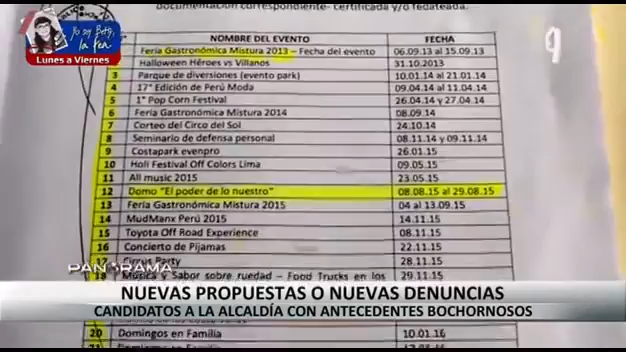 documentación correspondiente- certificada y/o fedateada.
Yo soy Betty,
la Fea
Lunes a Viernes
9
NOMBRE DEL EVENTO FECHA
Feria Gastronómica Mistura 2013 – Fecha del evento 06.09.13 al 15.09.13
Halloween Héroes vs Villanos 31.10.2013
3 Parque de diversiones (evento park) 10.01.14 al 21.01.14
4 17° Edición de Perú Moda 09.04.14 al 11.04.14
5 1° Pop Corn Festival 26.04.14 y 27.04.14
6 Feria Gastronómica Mistura 2014 08.09.14
7 Corteo del Circo del Sol 24.10.14
8 Seminario de defensa personal 08.11.14 y 09.11.14
9 Costapark evenpro 26.01.15
10 Holi Festival Off Colors Lima 09.05.15
11 All music 2015 23.05.15
12 Domo "El poder de lo nuestro" 08.08.15 al 29.08.15
13 Feria Gastronómica Mistura 2015 04 al 13.09.15
14 MudManx Perú 2015 14.11.15
15 Toyota Off Road Experience 08.11.15
16 Concierto de Pijamas 22.11.15
17 Circus Party 28.11.15
18 Música y Sabor sobre ruedad – Food Trucks en los 29.11.15
PANORAMA
NUEVAS PROPUESTAS O NUEVAS DENUNCIAS
CANDIDATOS A LA ALCALDÍA CON ANTECEDENTES BOCHORNOSOS
20 Domingos en Familia 10.01.16